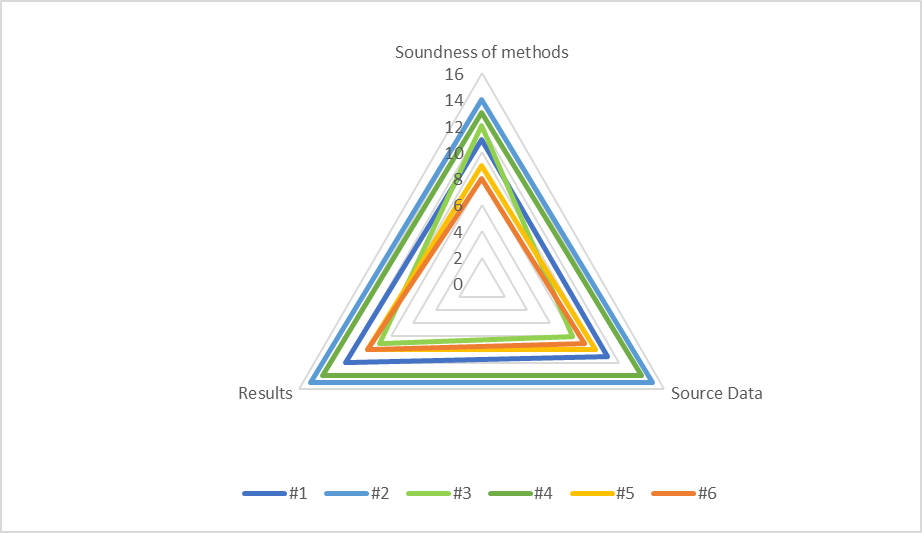 Soundness of methods
16
14
12
10
8
6
4
2
0
Results
Source Data
#1 #2 #3 #4 #5 #6